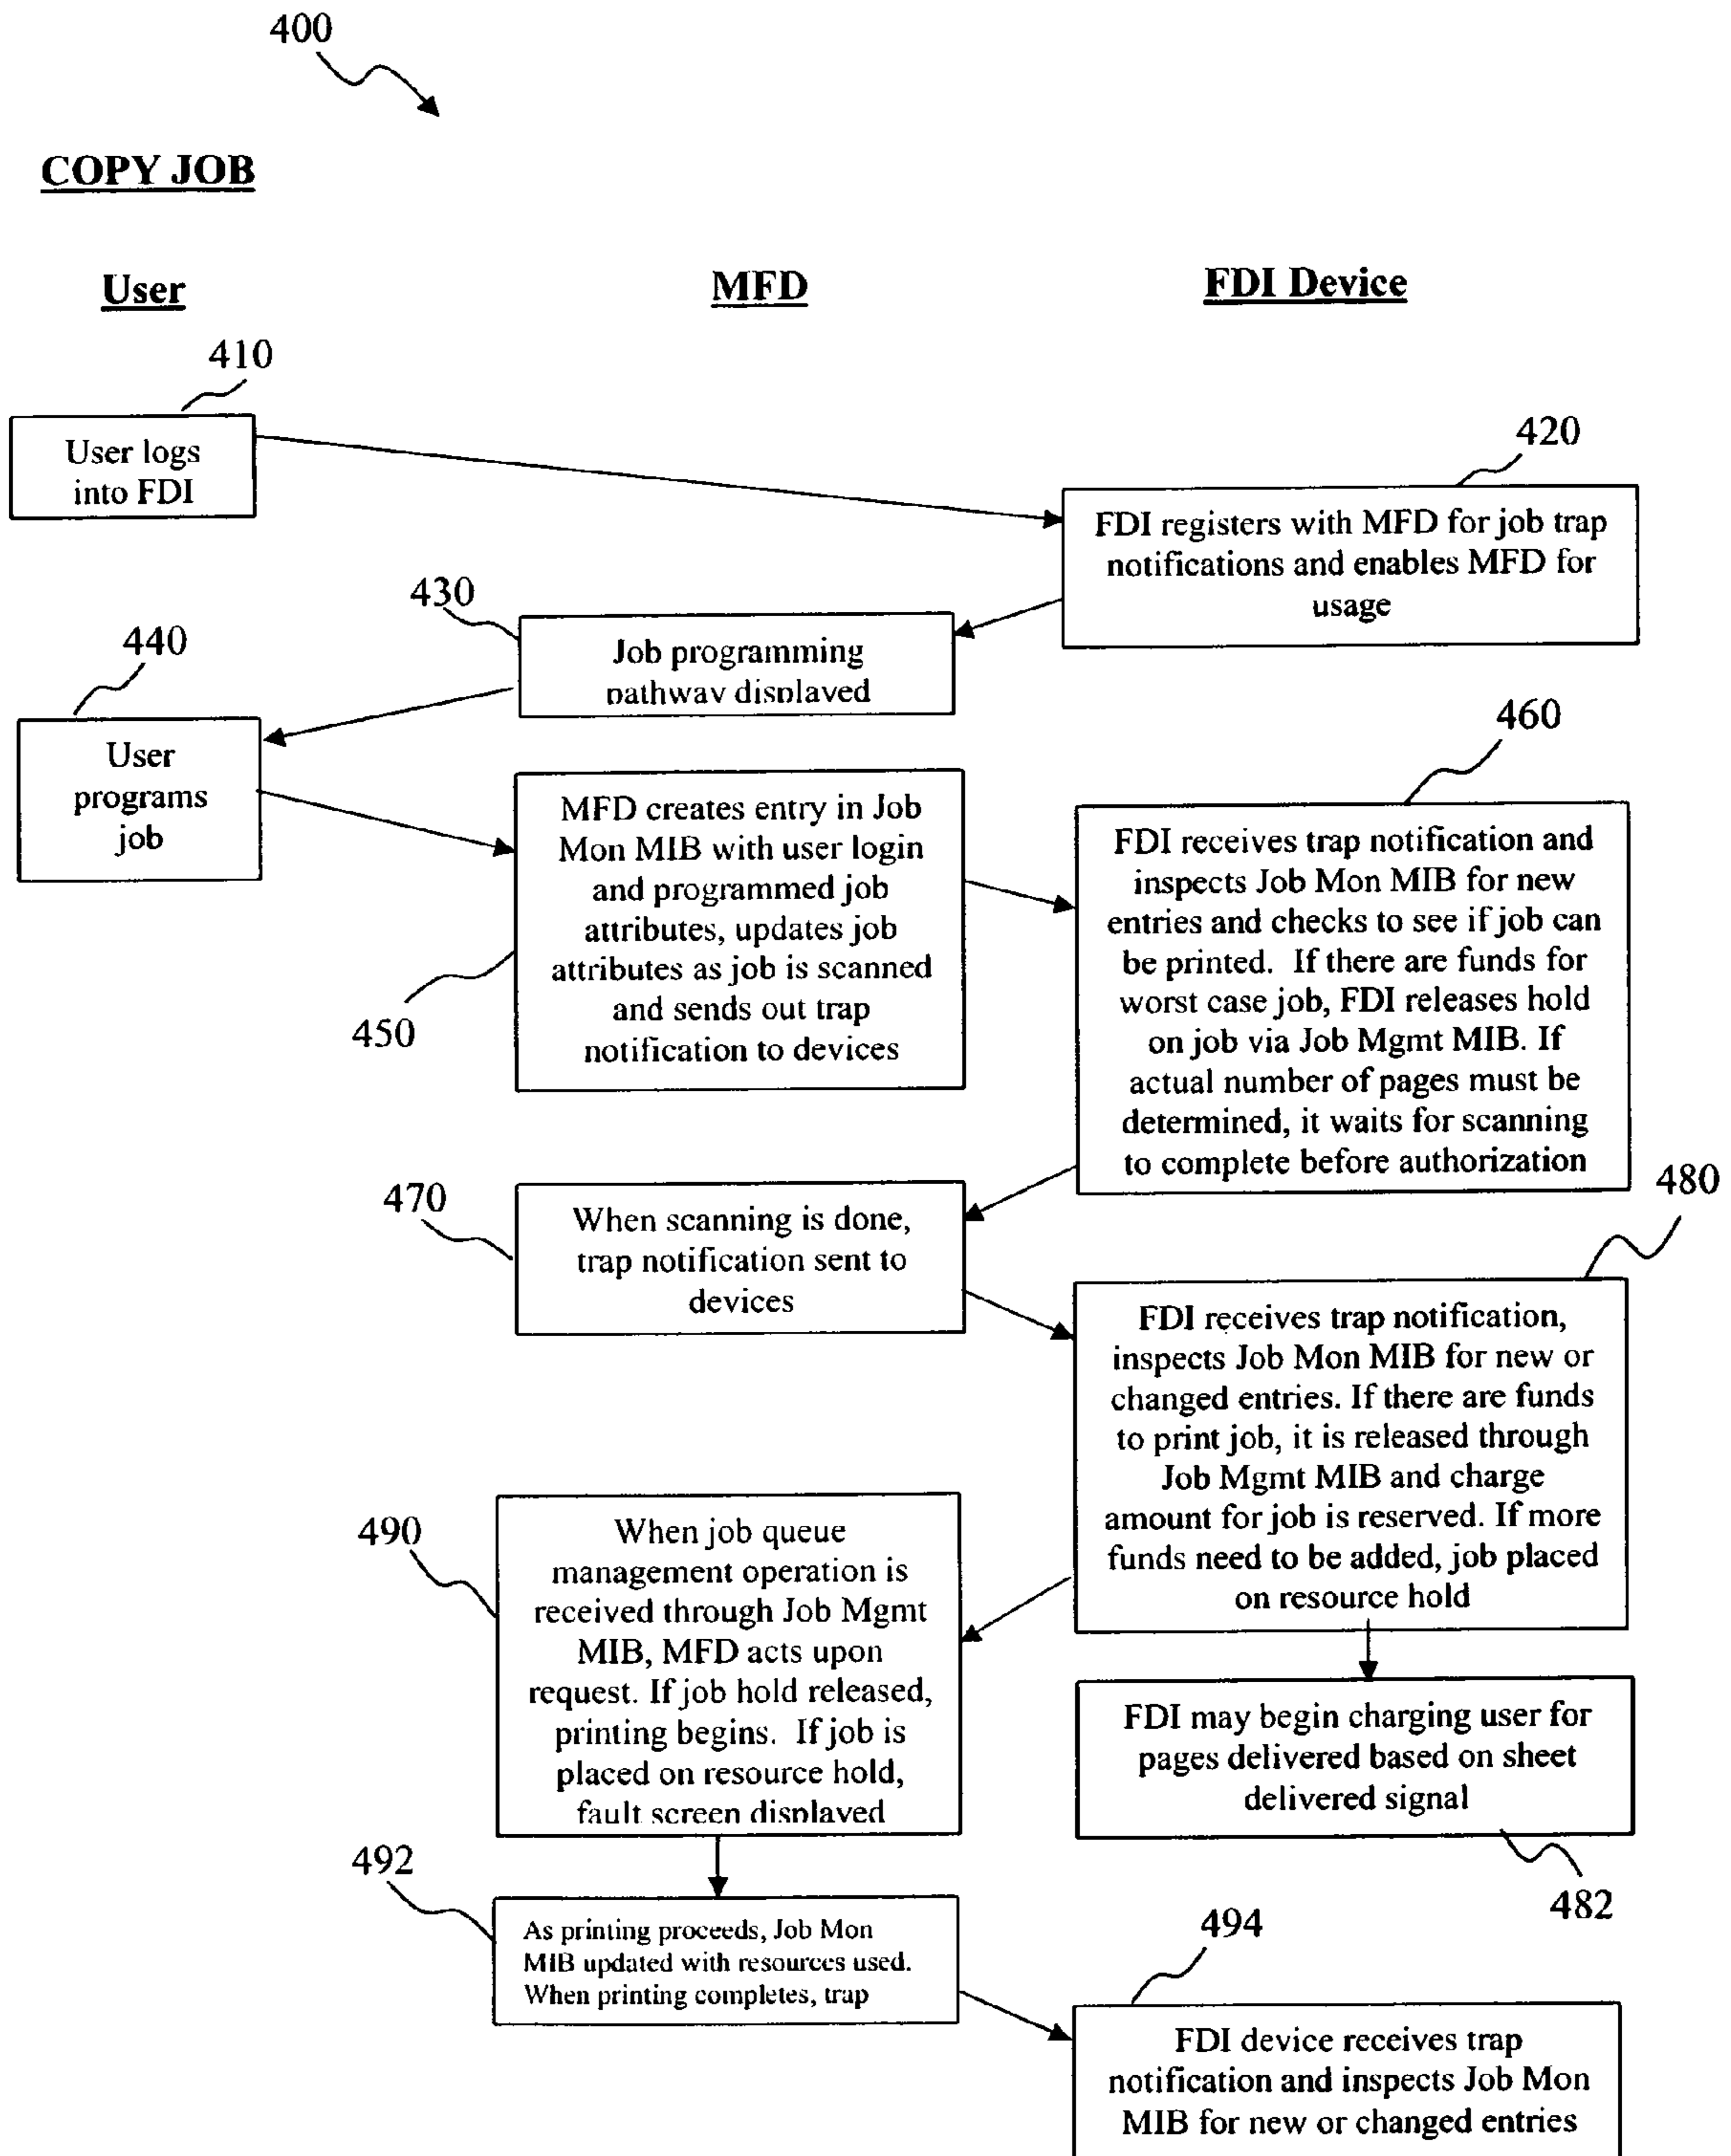 400
COPY JOB
User
MFD
FDI Device
410
User logs
into FDI
420
FDI registers with MFD for job trap
notifications and enables MFD for
usage
430
Job programming
pathway displayed
440
User
programs
job
450
MFD creates entry in Job
Mon MIB with user login
and programmed job
attributes, updates job
attributes as job is scanned
and sends out trap
notification to devices
460
FDI receives trap notification and
inspects Job Mon MIB for new
entries and checks to see if job can
be printed. If there are funds for
worst case job, FDI releases hold
on job via Job Mgmt MIB. If
actual number of pages must be
determined, it waits for scanning
to complete before authorization
470
When scanning is done,
trap notification sent to
devices
480
FDI receives trap notification,
inspects Job Mon MIB for new or
changed entries. If there are funds
to print job, it is released through
Job Mgmt MIB and charge
amount for job is reserved. If more
funds need to be added, job placed
on resource hold
490
When job queue
management operation is
received through Job Mgmt
MIB, MFD acts upon
request. If job hold released,
printing begins. If job is
placed on resource hold,
fault screen displayed
FDI may begin charging user for
pages delivered based on sheet
delivered signal
482
492
As printing proceeds, Job Mon
MIB updated with resources used.
When printing completes, trap
494
FDI device receives trap
notification and inspects Job Mon
MIB for new or changed entries